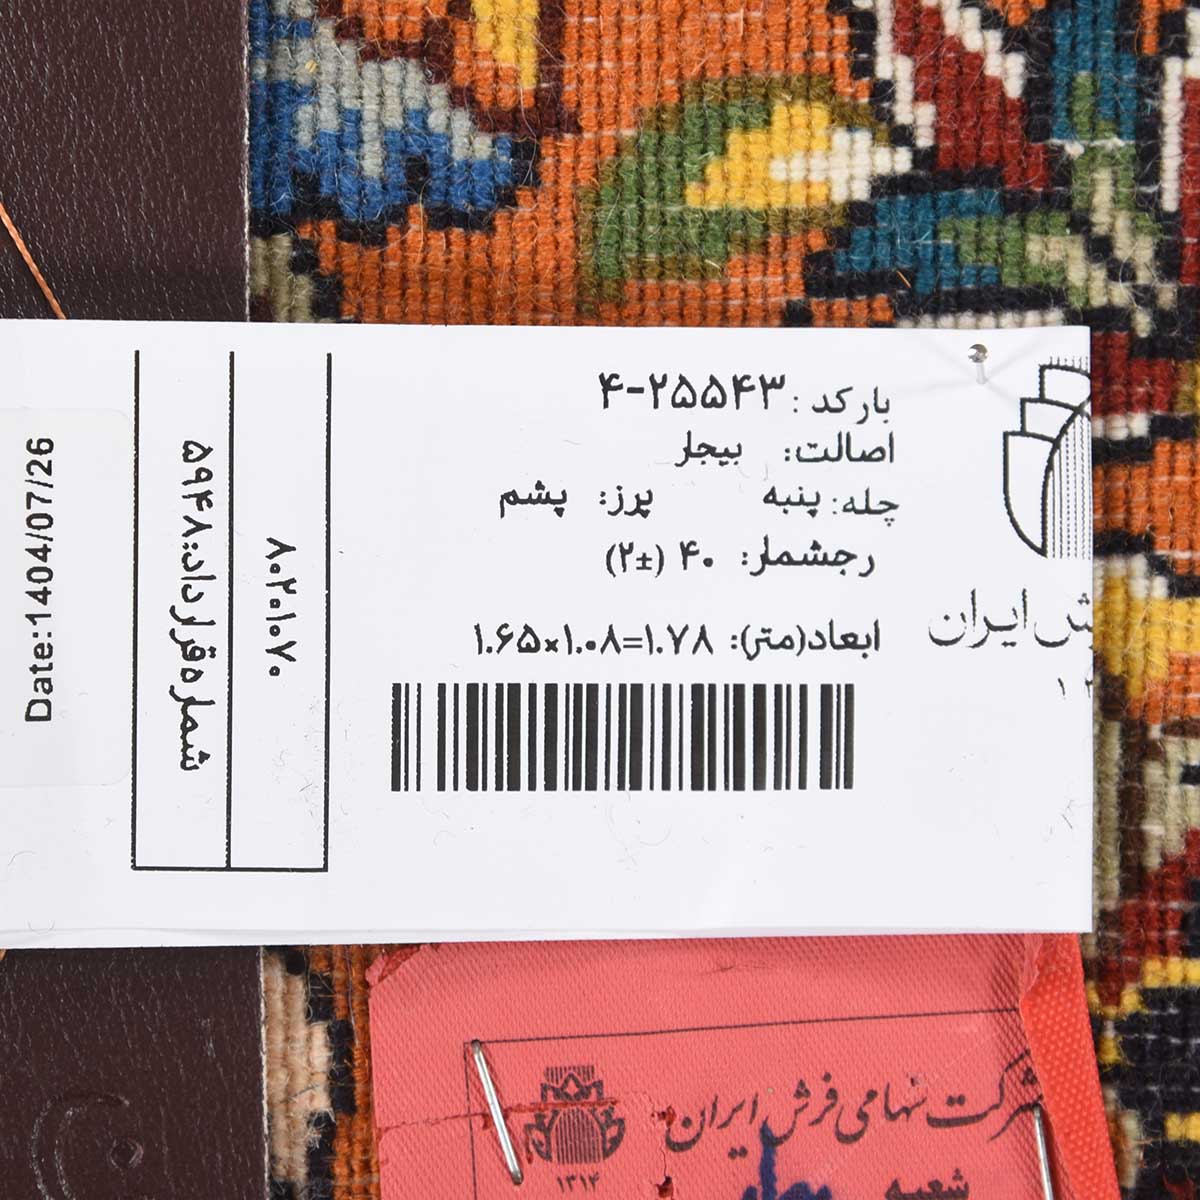 بارکد: ۴-۲۵۵۴۳
اصالت: بیجار
چله: پنبه پرز: پشم
رجشمار: ۴۰ (±۲)
ابعاد(متر): ۱.۶۵×۱.۰۸=۱.۷۸
ش ایران
۸۰۲۰۱۰۷۰
شماره قرارداد: ۵۹۴۸
Date:1404/07/26
شرکت سهامی فرش ایران
۱۳۱۴
شعبه